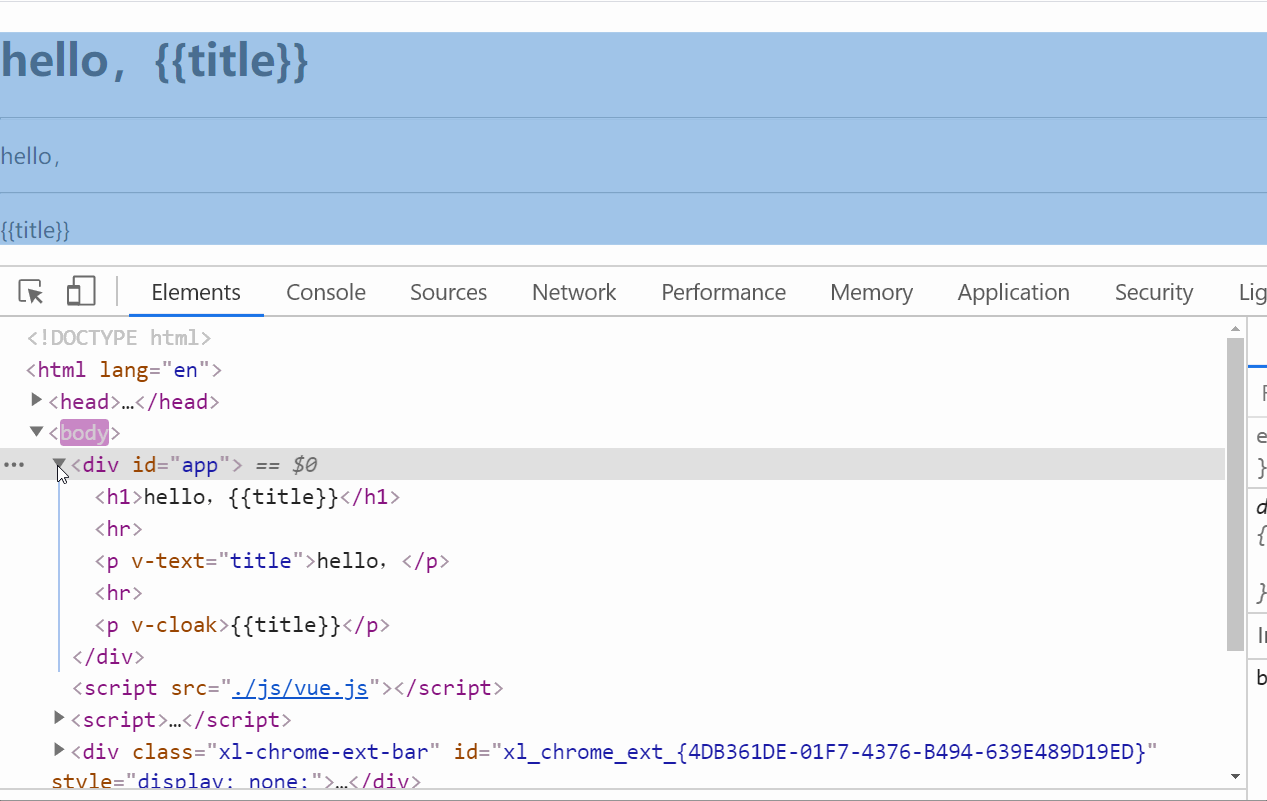 hello，{{title}}
hello，
{{title}}
Elements Console Sources Network Performance Memory Application Security Lig
<!DOCTYPE html>
<html lang="en">
<head>…</head>
<body>
<div id="app"> == $0
<h1>hello，{{title}}</h1>
<hr>
<p v-text="title">hello，</p>
<hr>
<p v-cloak>{{title}}</p>
</div>
<script src="./js/vue.js"></script>
<script>…</script>
<div class="xl-chrome-ext-bar" id="xl_chrome_ext_{4DB361DE-01F7-4376-B494-639E489D19ED}"
style="display: none;">…</div>